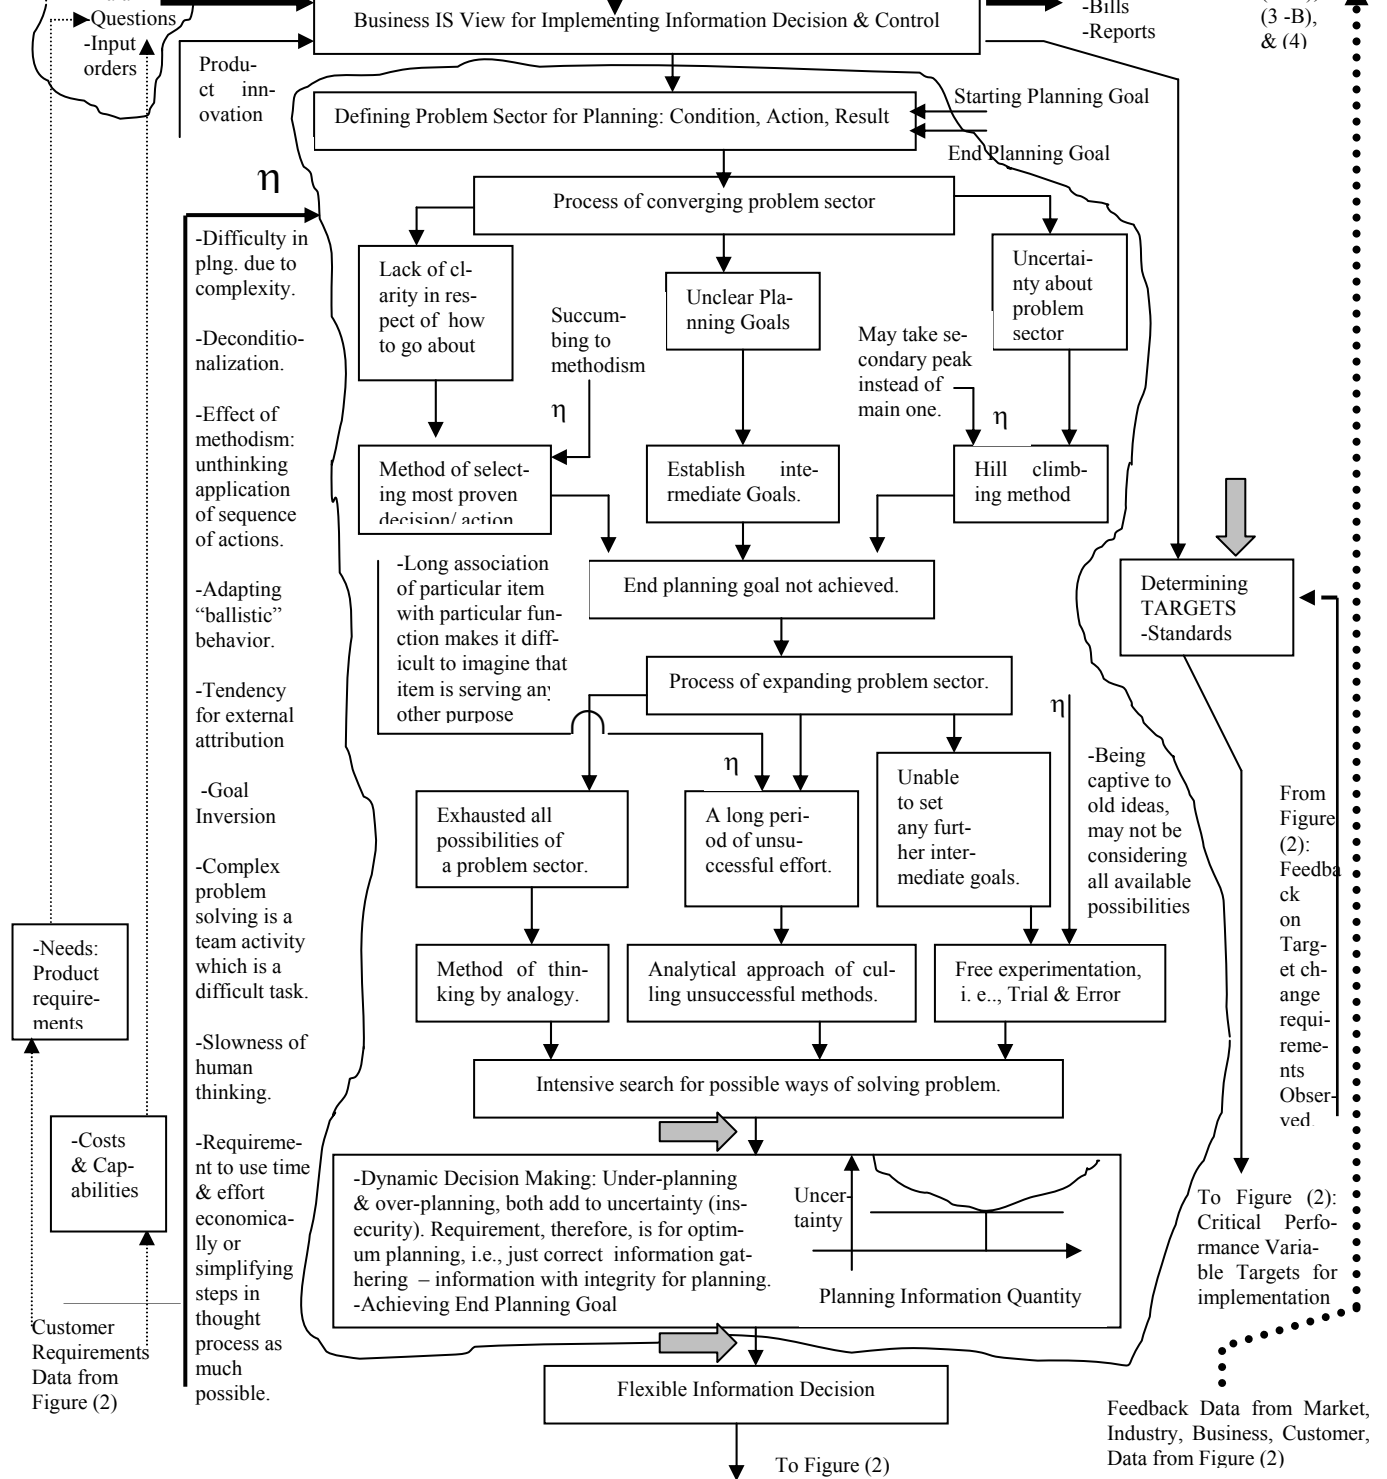 -Questions
-Input
orders
Business IS View for Implementing Information Decision & Control
-Bills
-Reports
(3 -B),
& (4)
Produ-
ct inn-
ovation
Defining Problem Sector for Planning: Condition, Action, Result
Starting Planning Goal
End Planning Goal
η
Process of converging problem sector
-Difficulty in
plng. due to
complexity.
-Deconditio-
nalization.
-Effect of
methodism:
unthinking
application
of sequence
of actions.
-Adapting
“ballistic”
behavior.
-Tendency
for external
attribution
-Goal
Inversion
-Complex
problem
solving is a
team activity
which is a
difficult task.
-Slowness of
human
thinking.
-Requireme-
nt to use time
& effort
economica-
lly or
simplifying
steps in
thought
process as
much
possible.
Lack of cl-
arity in res-
pect of how
to go about
Unclear Pla-
nning Goals
Uncertai-
nty about
problem
sector
Succum-
bing to
methodism
η
May take se-
condary peak
instead of
main one.
η
Method of select-
ing most proven
decision/ action
Establish inte-
rmediate Goals.
Hill climb-
ing method
-Long association
of particular item
with particular fun-
ction makes it diff-
icult to imagine that
item is serving any
other purpose
End planning goal not achieved.
Determining
TARGETS
-Standards
Process of expanding problem sector.
η
η
-Being
captive to
old ideas,
may not be
considering
all available
possibilities
Exhausted all
possibilities of
a problem sector.
A long peri-
od of unsu-
ccessful effort.
Unable
to set
any furt-
her inter-
mediate goals.
From
Figure
(2):
Feedba
ck
on
Targ-
et ch-
ange
requi-
reme-
nts
Obser-
ved.
-Needs:
Product
require-
ments
Method of thin-
king by analogy.
Analytical approach of cul-
ling unsuccessful methods.
Free experimentation,
i. e.., Trial & Error
Intensive search for possible ways of solving problem.
-Costs
& Cap-
abilities
-Dynamic Decision Making: Under-planning
& over-planning, both add to uncertainty (ins-
ecurity). Requirement, therefore, is for optim-
um planning, i.e., just correct information gat-
hering – information with integrity for planning.
-Achieving End Planning Goal
Uncer-
tainty
Planning Information Quantity
To Figure (2):
Critical Perfo-
rmance Varia-
ble Targets for
implementation
Customer
Requirements
Data from
Figure (2)
Flexible Information Decision
Feedback Data from Market,
Industry, Business, Customer,
Data from Figure (2)
To Figure (2)